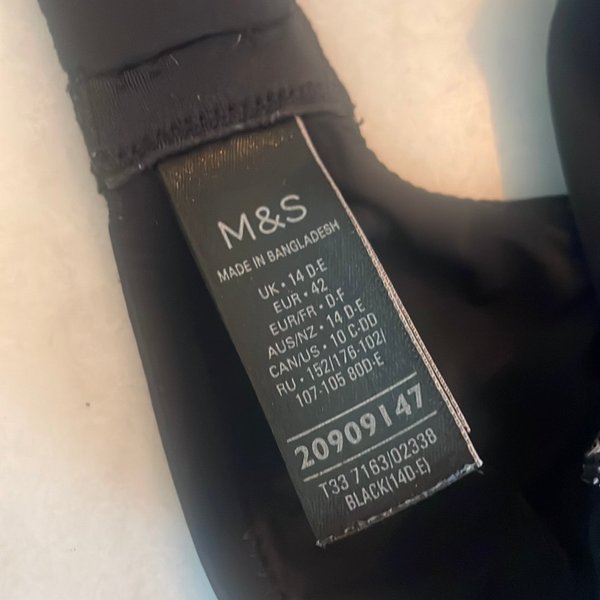 M&S
MADE IN BANGLADESH
UK • 14 D-E
EUR • 42
EUR/FR • D-F
AUS/NZ • 14 D-E
CAN/US • 10 C-DD
RU • 152/176-102/
107-105 80D-E
20909147
T33 7163/02338
BLACK(14D-E)